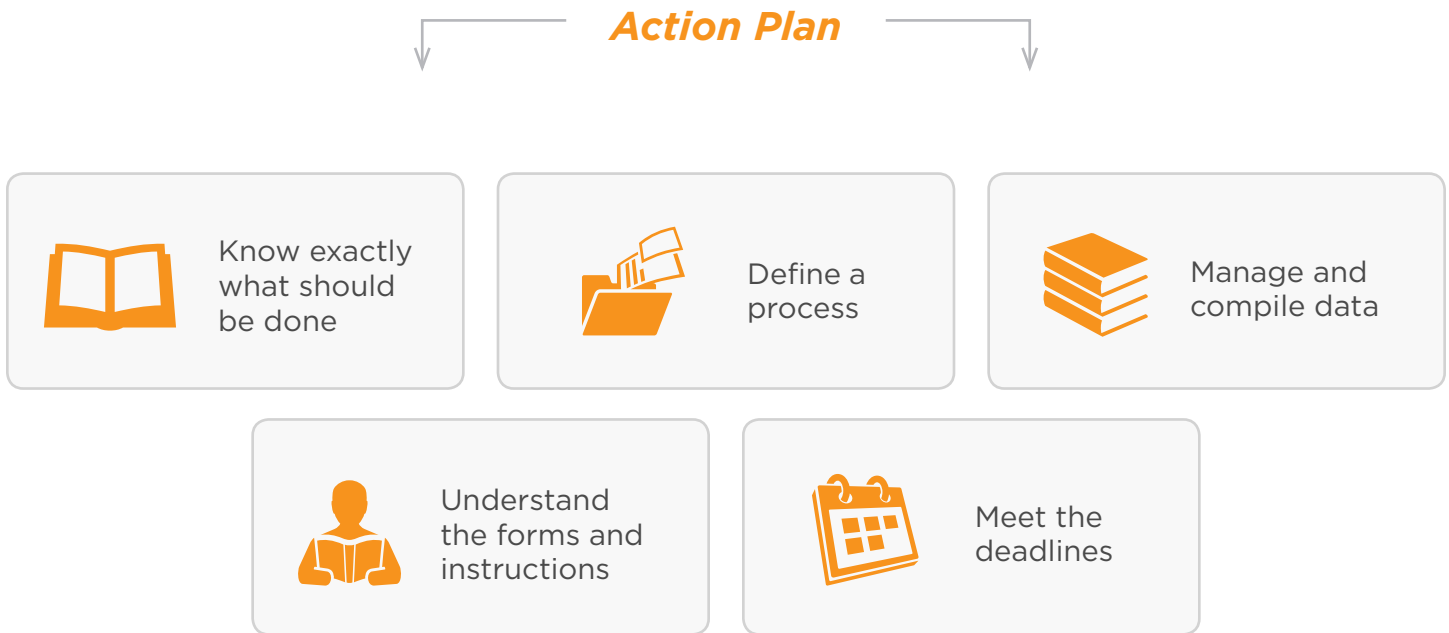 Action Plan
Know exactly
what should
be done
Define a
process
Manage and
compile data
Understand
the forms and
instructions
Meet the
deadlines